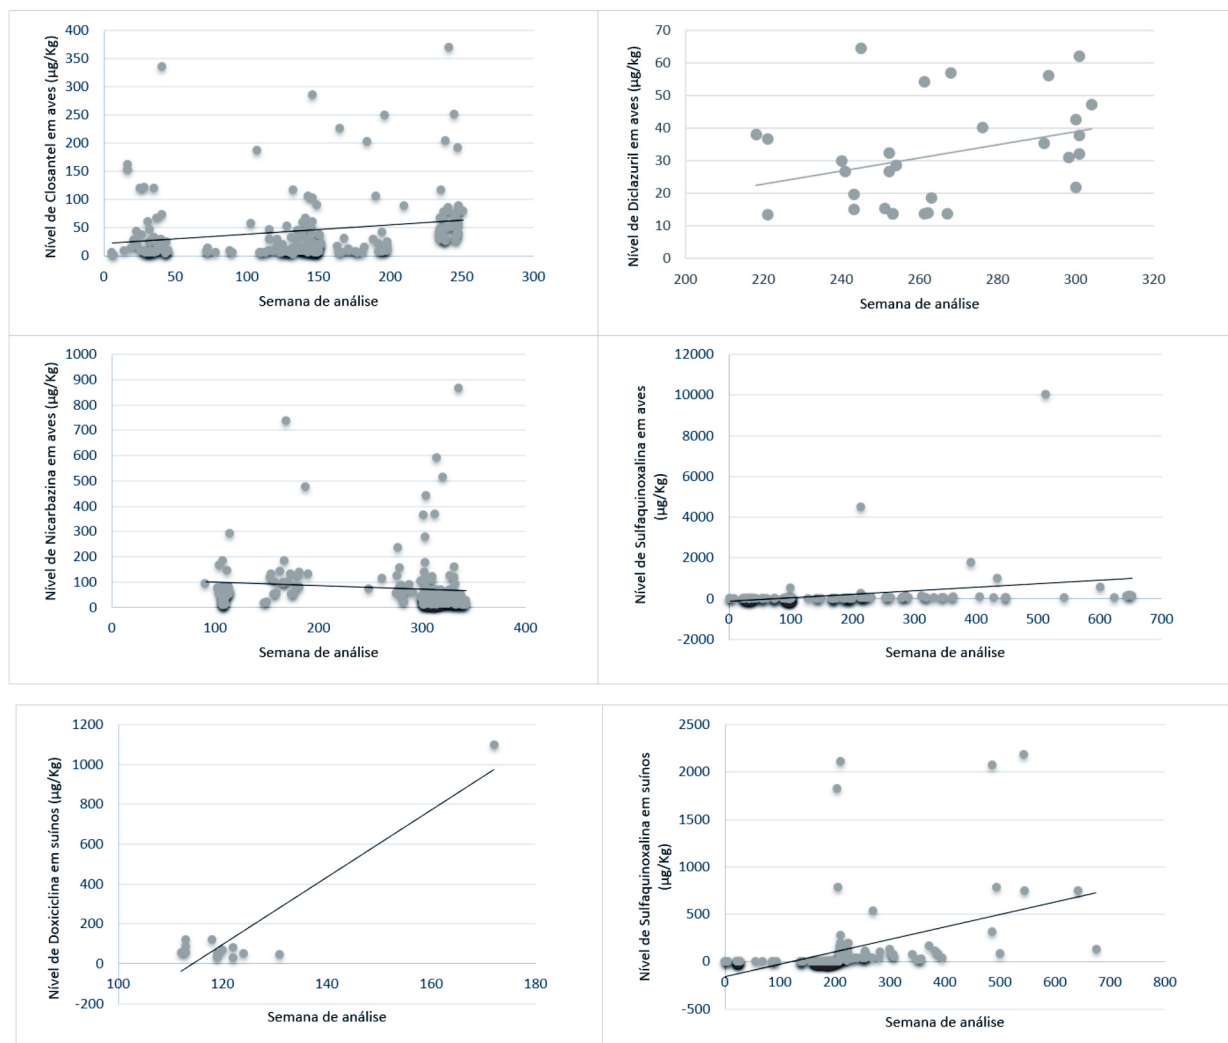 Nível de Closantel em aves (µg/Kg)
400
350
300
250
200
150
100
50
0
0 50 100 150 200 250 300
Semana de análise
Nível de Diclazuril em aves (µg/kg)
70
60
50
40
30
20
10
0
200 220 240 260 280 300 320
Semana de análise
Nível de Nicarbazina em aves (µg/Kg)
1000
900
800
700
600
500
400
300
200
100
0
0 100 200 300 400
Semana de análise
Nível de Sulfaquinoxalina em aves
(µg/Kg)
12000
10000
8000
6000
4000
2000
0
-2000
0 100 200 300 400 500 600 700
Semana de análise
Nível de Doxiciclina em suínos (µg/Kg)
1200
1000
800
600
400
200
0
-200
100 120 140 160 180
Semana de análise
Nível de Sulfaquinoxalina em suínos
(µg/Kg)
2500
2000
1500
1000
500
0
-500
0 100 200 300 400 500 600 700 800
Semana de análise